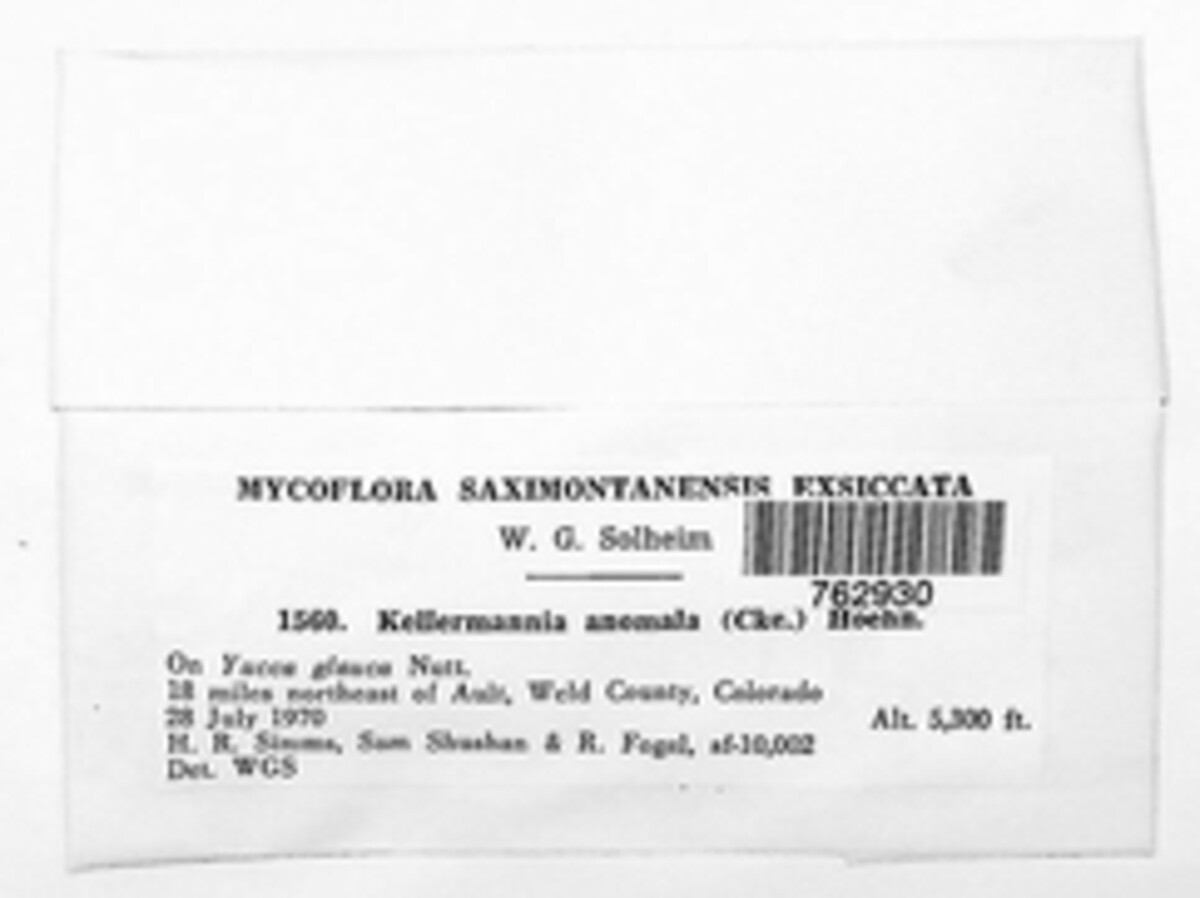 MYCOFLORA SAXIMONTANENSIS EXSICCATA
W. G. Solheim
762930
1560. Kellermannia anomala (Cke.) Hoehn.
On Yucca glauca Nutt.
18 miles northeast of Ault, Weld County, Colorado
28 July 1970
Alt. 5,300 ft.
H. R. Simms, Sam Shushan & R. Fogel, sf-10,002
Det. WGS